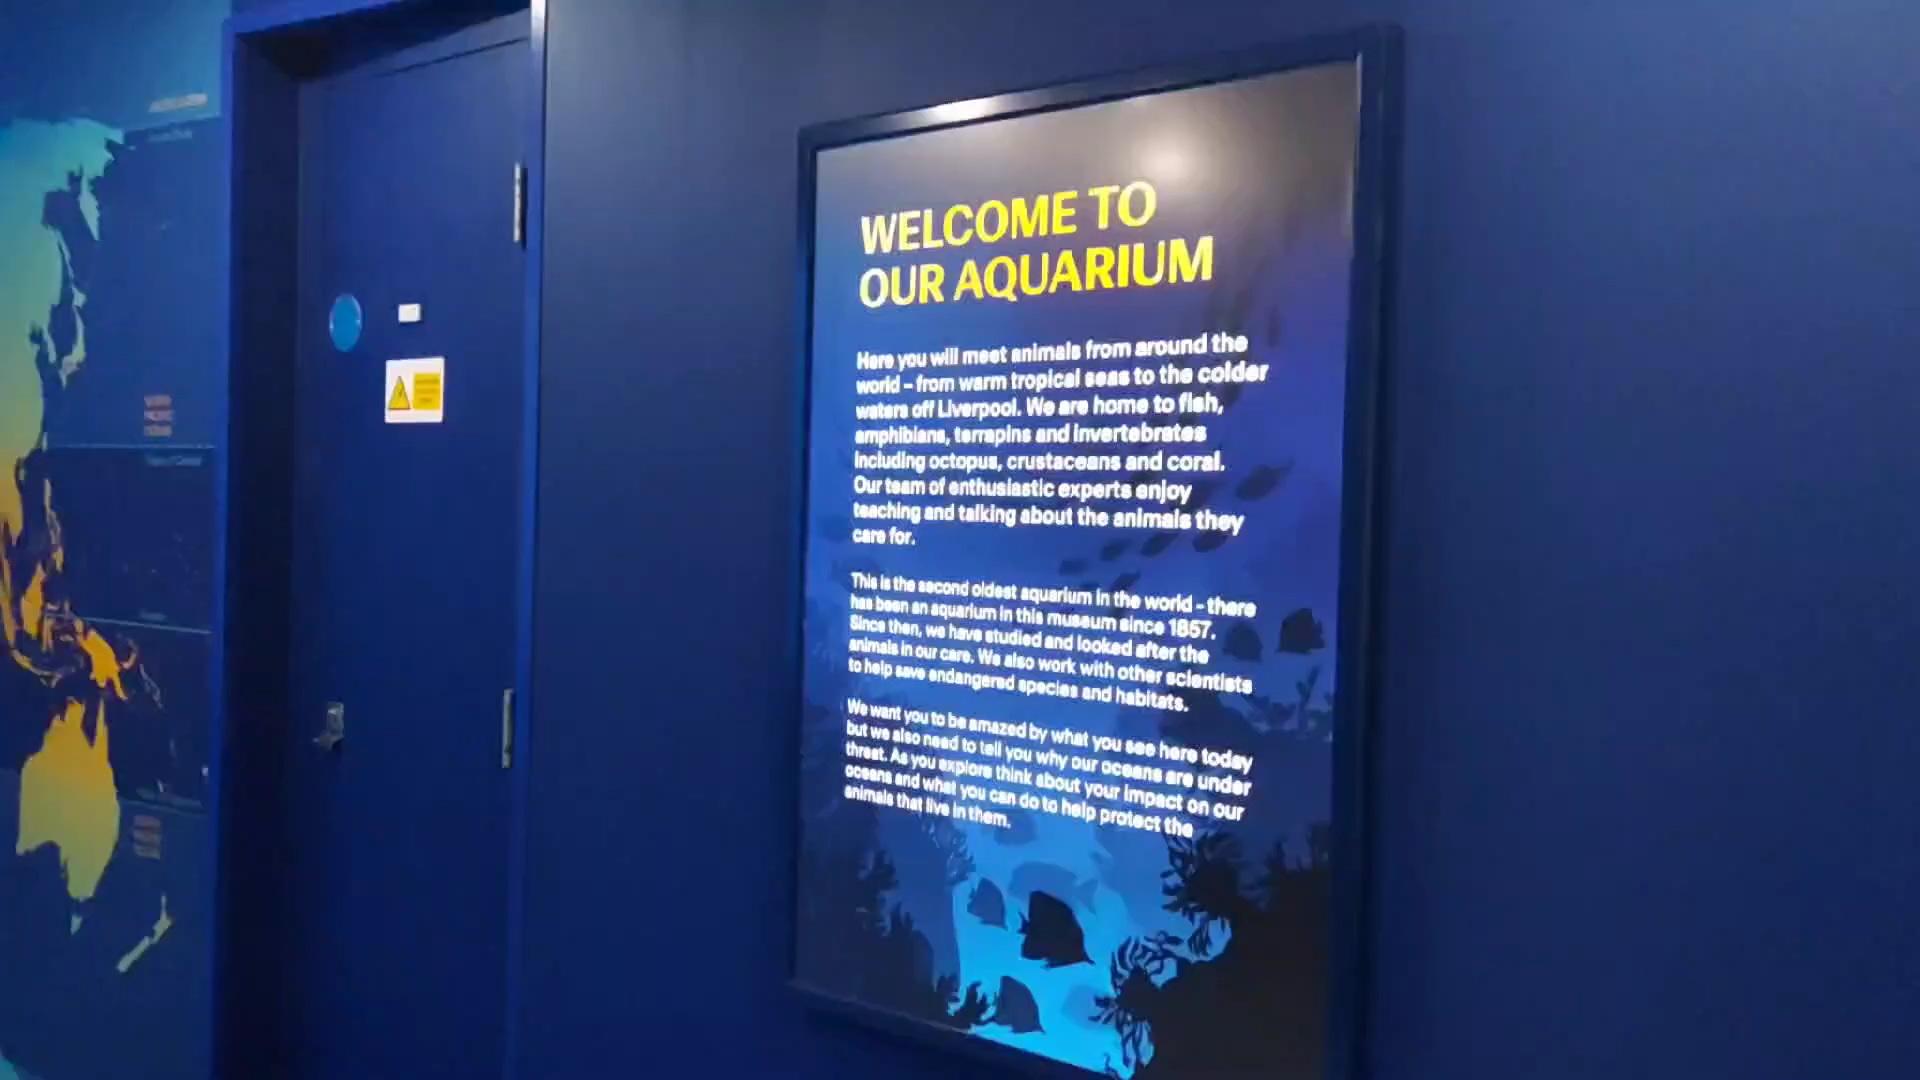 WELCOME TO
OUR AQUARIUM
Here you will meet animals from around the
world – from warm tropical seas to the colder
waters off Liverpool. We are home to fish,
amphibians, terrapins and invertebrates
including octopus, crustaceans and coral.
Our team of enthusiastic experts enjoy
teaching and talking about the animals they
care for.
This is the second oldest aquarium in the world – there
has been an aquarium in this museum since 1857.
Since then, we have studied and looked after the
animals in our care. We also work with other scientists
to help save endangered species and habitats.
We want you to be amazed by what you see here today
but we also need to tell you why our oceans are under
threat. As you explore think about your impact on our
oceans and what you can do to help protect the
animals that live in them.